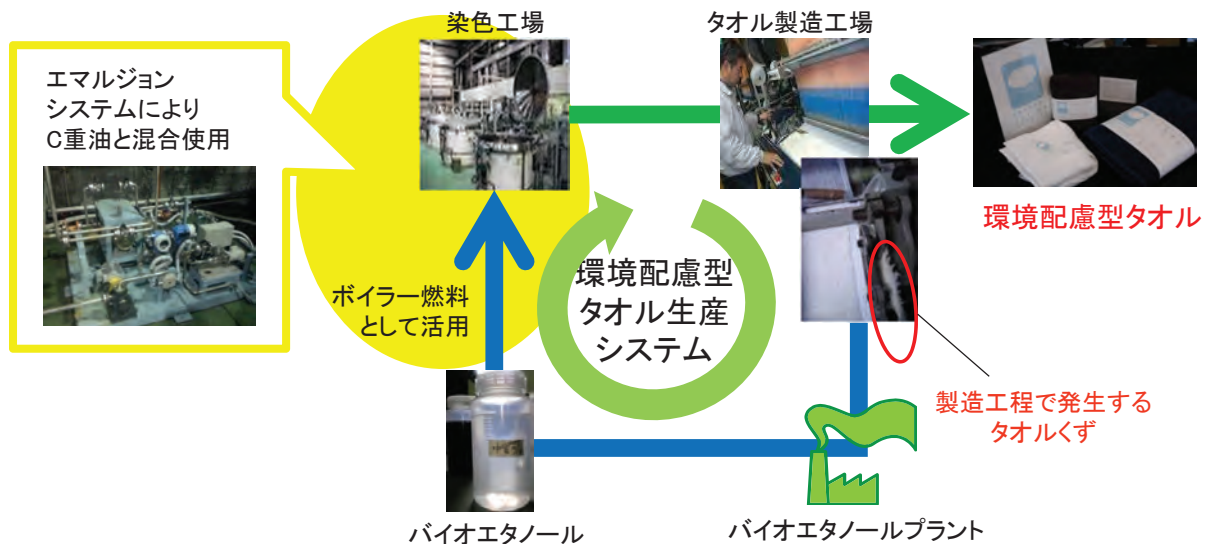 染色工場
タオル製造工場
エマルジョン
システムにより
C重油と混合使用
環境配慮型タオル
ボイラー燃料
として活用
環境配慮型
タオル生産
システム
製造工程で発生する
タオルくず
バイオエタノール
バイオエタノールプラント